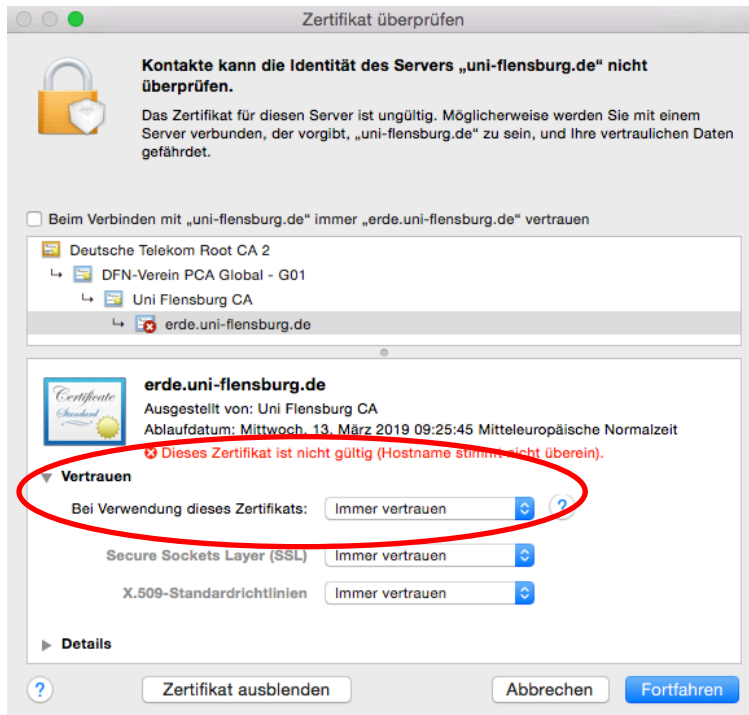 Zertifikat überprüfen
Kontakte kann die Identität des Servers „uni-flensburg.de“ nicht
überprüfen.
Das Zertifikat für diesen Server ist ungültig. Möglicherweise werden Sie mit einem
Server verbunden, der vorgibt, „uni-flensburg.de“ zu sein, und Ihre vertraulichen Daten
gefährdet.
Beim Verbinden mit „uni-flensburg.de“ immer „erde.uni-flensburg.de“ vertrauen
Deutsche Telekom Root CA 2
DFN-Verein PCA Global - G01
Uni Flensburg CA
erde.uni-flensburg.de
Certificate
Standard
erde.uni-flensburg.de
Ausgestellt von: Uni Flensburg CA
Ablaufdatum: Mittwoch, 13. März 2019 09:25:45 Mitteleuropäische Normalzeit
Dieses Zertifikat ist nicht gültig (Hostname stimmt nicht überein).
Vertrauen
Bei Verwendung dieses Zertifikats: Immer vertrauen ?
Secure Sockets Layer (SSL) Immer vertrauen
X.509-Standardrichtlinien Immer vertrauen
Details
? Zertifikat ausblenden Abbrechen Fortfahren